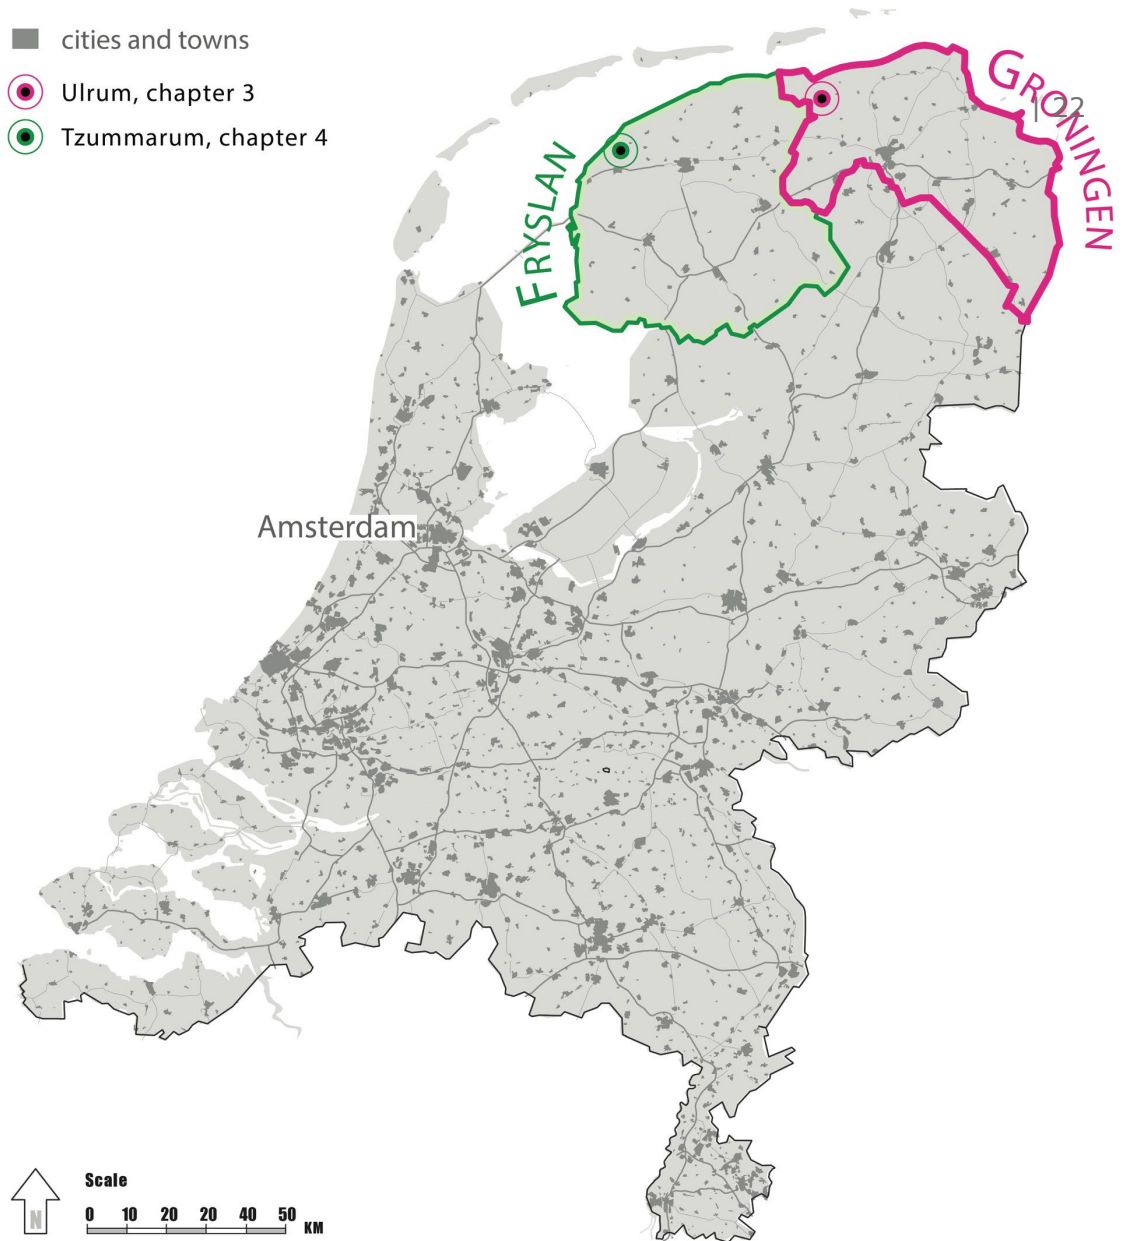 cities and towns
Ulrum, chapter 3
Tzummarum, chapter 4
GRONINGEN
| 22
FRYSLAN
Amsterdam
Scale
0 10 20 20 40 50 KM
N